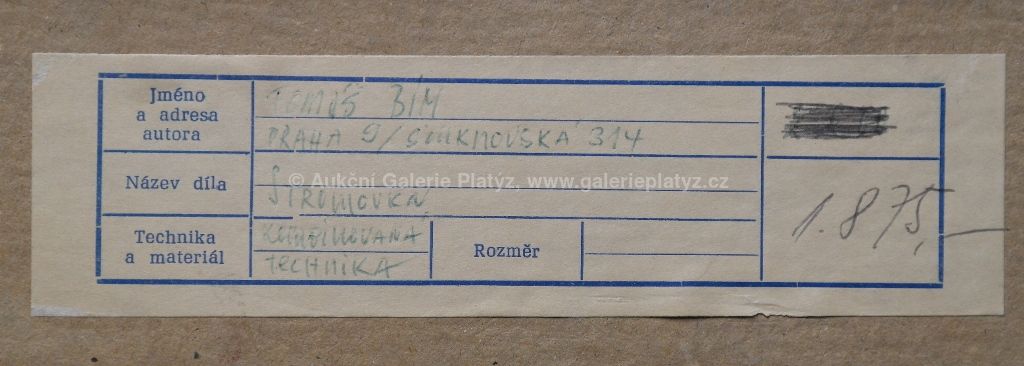 Jméno
a adresa
autora
TOMÁŠ BÍM
PRAHA 9/ 314
Název díla
© Aukční Galerie Platýz, www.galerieplatyz.cz
STROMOVKA
Technika
a materiál
KOMBINOVANÁ
TECHNIKA
Rozměr
1.875,—